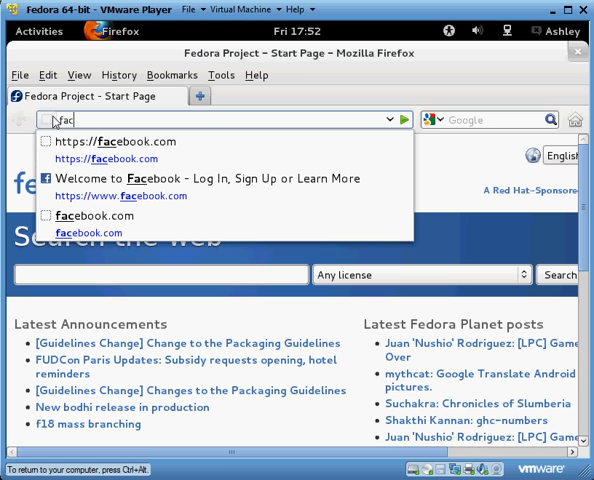 Fedora 64-bit - VMware Player File Virtual Machine Help
Activities Firefox Fri 17:52 Ashley
Fedora Project - Start Page - Mozilla Firefox
File Edit View History Bookmarks Tools Help
Fedora Project - Start Page
fac Google
https://facebook.com
https://facebook.com
Welcome to Facebook - Log In, Sign Up or Learn More
https://www.facebook.com
facebook.com
facebook.com
English
fe
A Red Hat-Sponsore
Search the web
Any license Search
Latest Announcements
[Guidelines Change] Change to the Packaging Guidelines
FUDCon Paris Updates: Subsidy requests opening, hotel
reminders
[Guidelines Change] Changes to the Packaging Guidelines
New bodhi release in production
f18 mass branching
Latest Fedora Planet posts
Juan 'Nushio' Rodriguez: [LPC] Game
Over
mythcat: Google Translate Android
pictures.
Suchakra: Chronicles of Slumberia
Shakthi Kannan: ghc-numbers
Juan 'Nushio' Rodriguez: [LPC] Game
To return to your computer, press Ctrl+Alt.
vmware